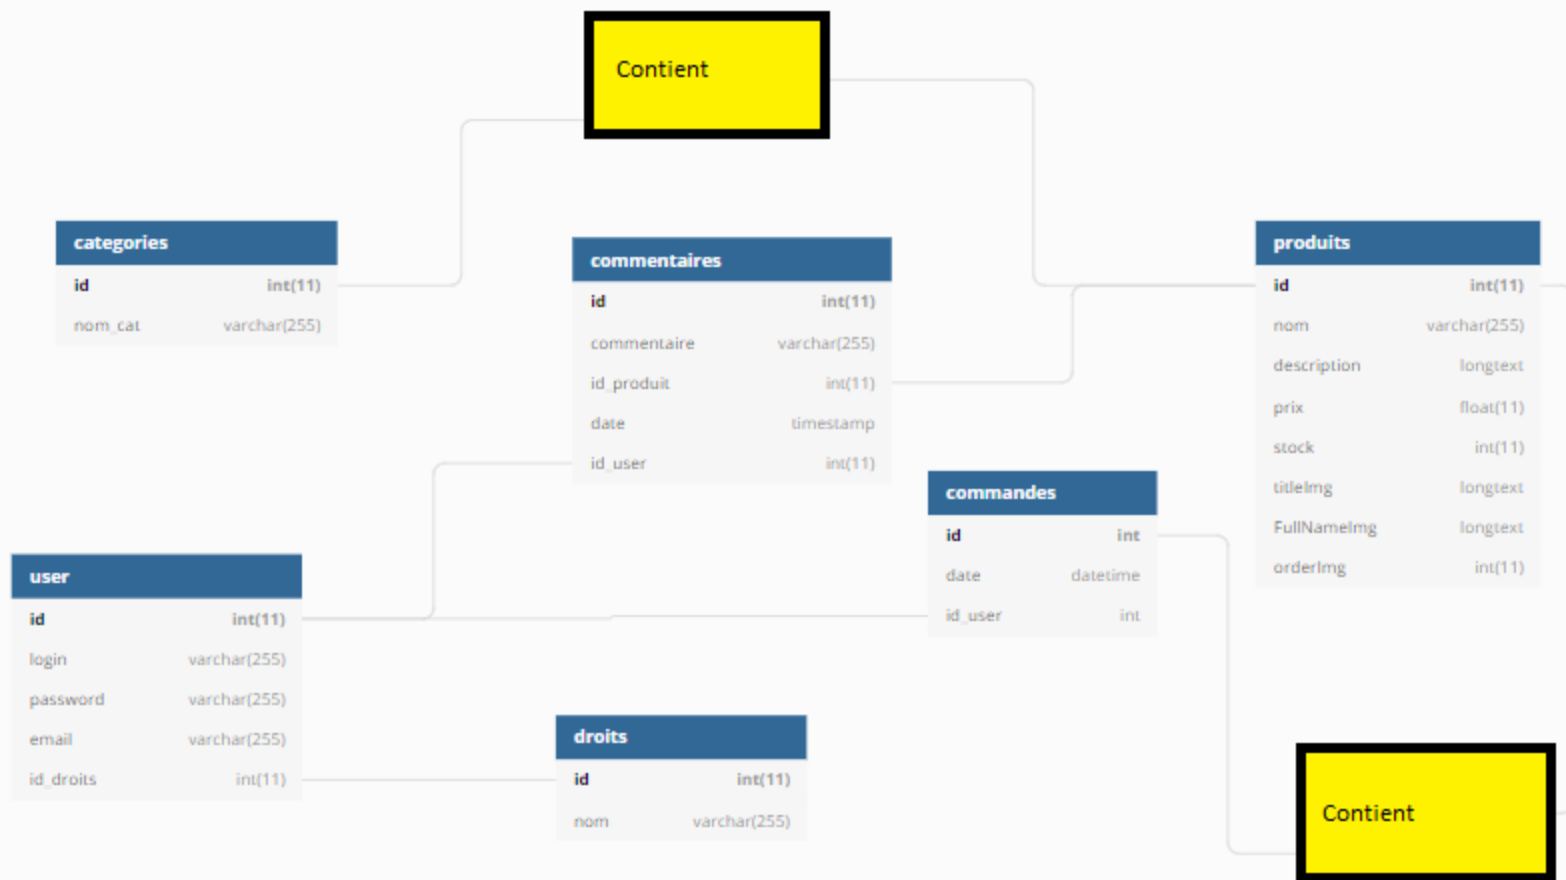 Contient
categories
id int(11)
nom_cat varchar(255)
commentaires
id int(11)
commentaire varchar(255)
id_produit int(11)
date timestamp
id_user int(11)
produits
id int(11)
nom varchar(255)
description longtext
prix float(11)
stock int(11)
titleImg longtext
FullNameImg longtext
orderImg int(11)
commandes
id int
date datetime
id_user int
user
id int(11)
login varchar(255)
password varchar(255)
email varchar(255)
id_droits int(11)
droits
id int(11)
nom varchar(255)
Contient